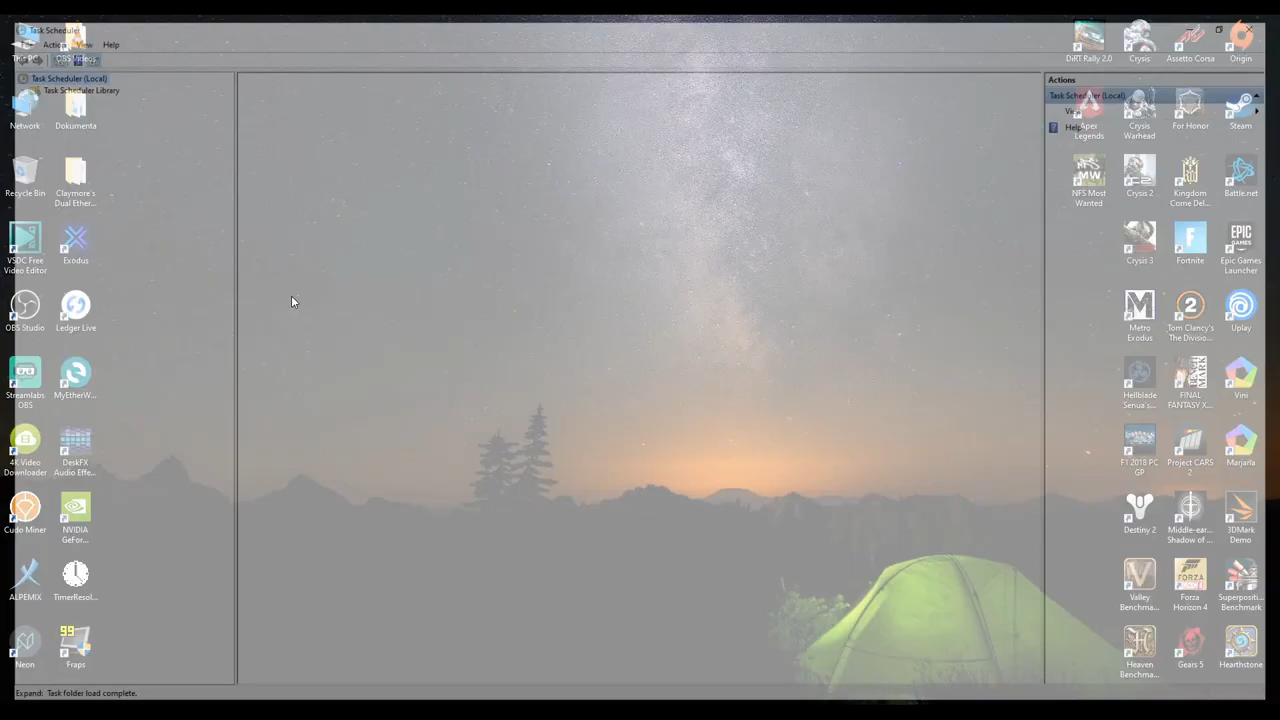 Task Scheduler
File Action View Help
Task Scheduler (Local)
Task Scheduler Library
Actions
Task Scheduler (Local)
View
Help
Expand: Task folder load complete.
This PC
OBS Videos
Network
Dokumenta
Recycle Bin
Claymore's
Dual Ether...
VSDC Free
Video Editor
Exodus
OBS Studio
Ledger Live
Streamlabs
OBS
MyEtherW...
4K Video
Downloader
DeskFX
Audio Effe...
Cudo Miner
NVIDIA
GeFor...
ALPEMIX
TimerResol...
Neon
99
Fraps
DiRT Rally 2.0
Crysis
Assetto Corsa
Origin
Apex
Legends
Crysis
Warhead
For Honor
Steam
NFS Most
Wanted
Crysis 2
Kingdom
Come Del...
Battle.net
Crysis 3
Fortnite
Epic Games
Launcher
Metro
Exodus
Tom Clancy's
The Divisio...
Uplay
Hellblade
Senua's...
FINAL
FANTASY X...
Vini
F1 2018 PC
GP
Project CARS
2
Marjarla
Destiny 2
Middle-ear...
Shadow of ...
3DMark
Demo
Valley
Benchma...
Forza
Horizon 4
Superpositi...
Benchmark
Heaven
Benchma...
Gears 5
Hearthstone